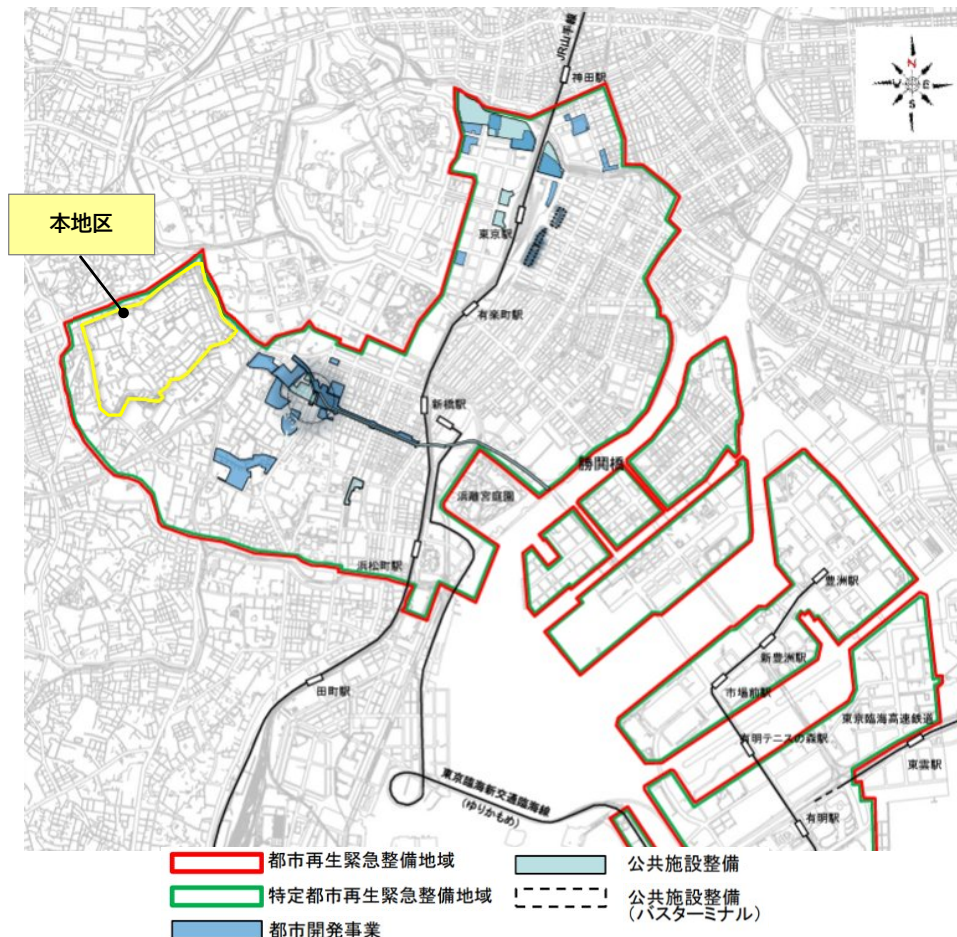 JR山手線
神田駅
N
W E
S
本地区
東京駅
有楽町駅
新橋駅
勝鬨橋
浜離宮庭園
浜松町駅
豊洲駅
新豊洲駅
田町駅
市場前駅
東京臨海高速鉄道
有明テニスの森駅
東雲駅
東京臨海新交通臨海線
(ゆりかもめ)
有明駅
都市再生緊急整備地域
公共施設整備
特定都市再生緊急整備地域
公共施設整備
(バスターミナル)
都市開発事業